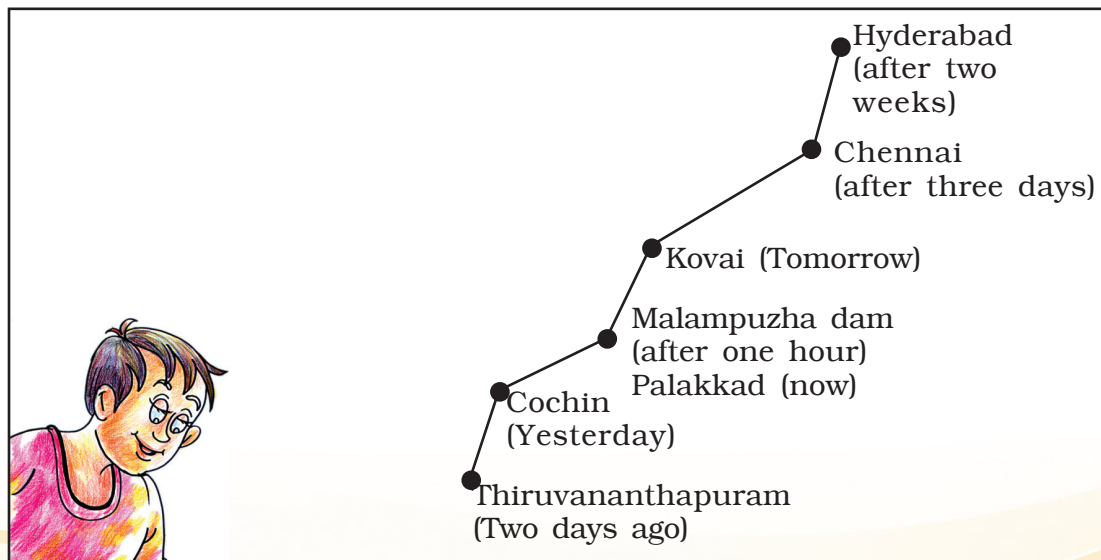 Hyderabad
(after two
weeks)
Chennai
(after three days)
Kovai (Tomorrow)
Malampuzha dam
(after one hour)
Palakkad (now)
Cochin
(Yesterday)
Thiruvananthapuram
(Two days ago)